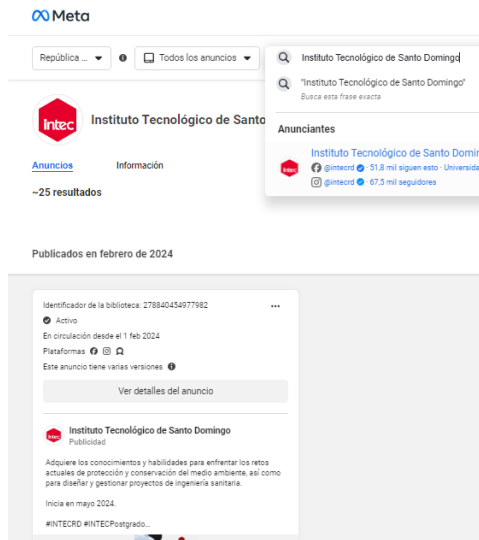 Meta
República ...
Todos los anuncios
Instituto Tecnológico de Santo Domingo
"Instituto Tecnológico de Santo Domingo"
Busca esta frase exacta
Anunciantes
Instituto Tecnológico de Santo
@intecrd · 51,8 mil siguen esto ·
@intecrd · 67,5 mil seguidores
intec
Instituto Tecnológico de Santo
Anuncios
Información
~25 resultados
Publicados en febrero de 2024
Identificador de la biblioteca: 278840454977982
Activo
En circulación desde el 1 feb 2024
Plataformas
Este anuncio tiene varias versiones
Ver detalles del anuncio
intec
Instituto Tecnológico de Santo Domingo
Publicidad
Adquiere los conocimientos y habilidades para enfrentar los retos
actuales de protección y conservación del medio ambiente, así como
para diseñar y gestionar proyectos de ingeniería sanitaria.
Inicia en mayo 2024.
#INTECRD #INTECPostgrado...